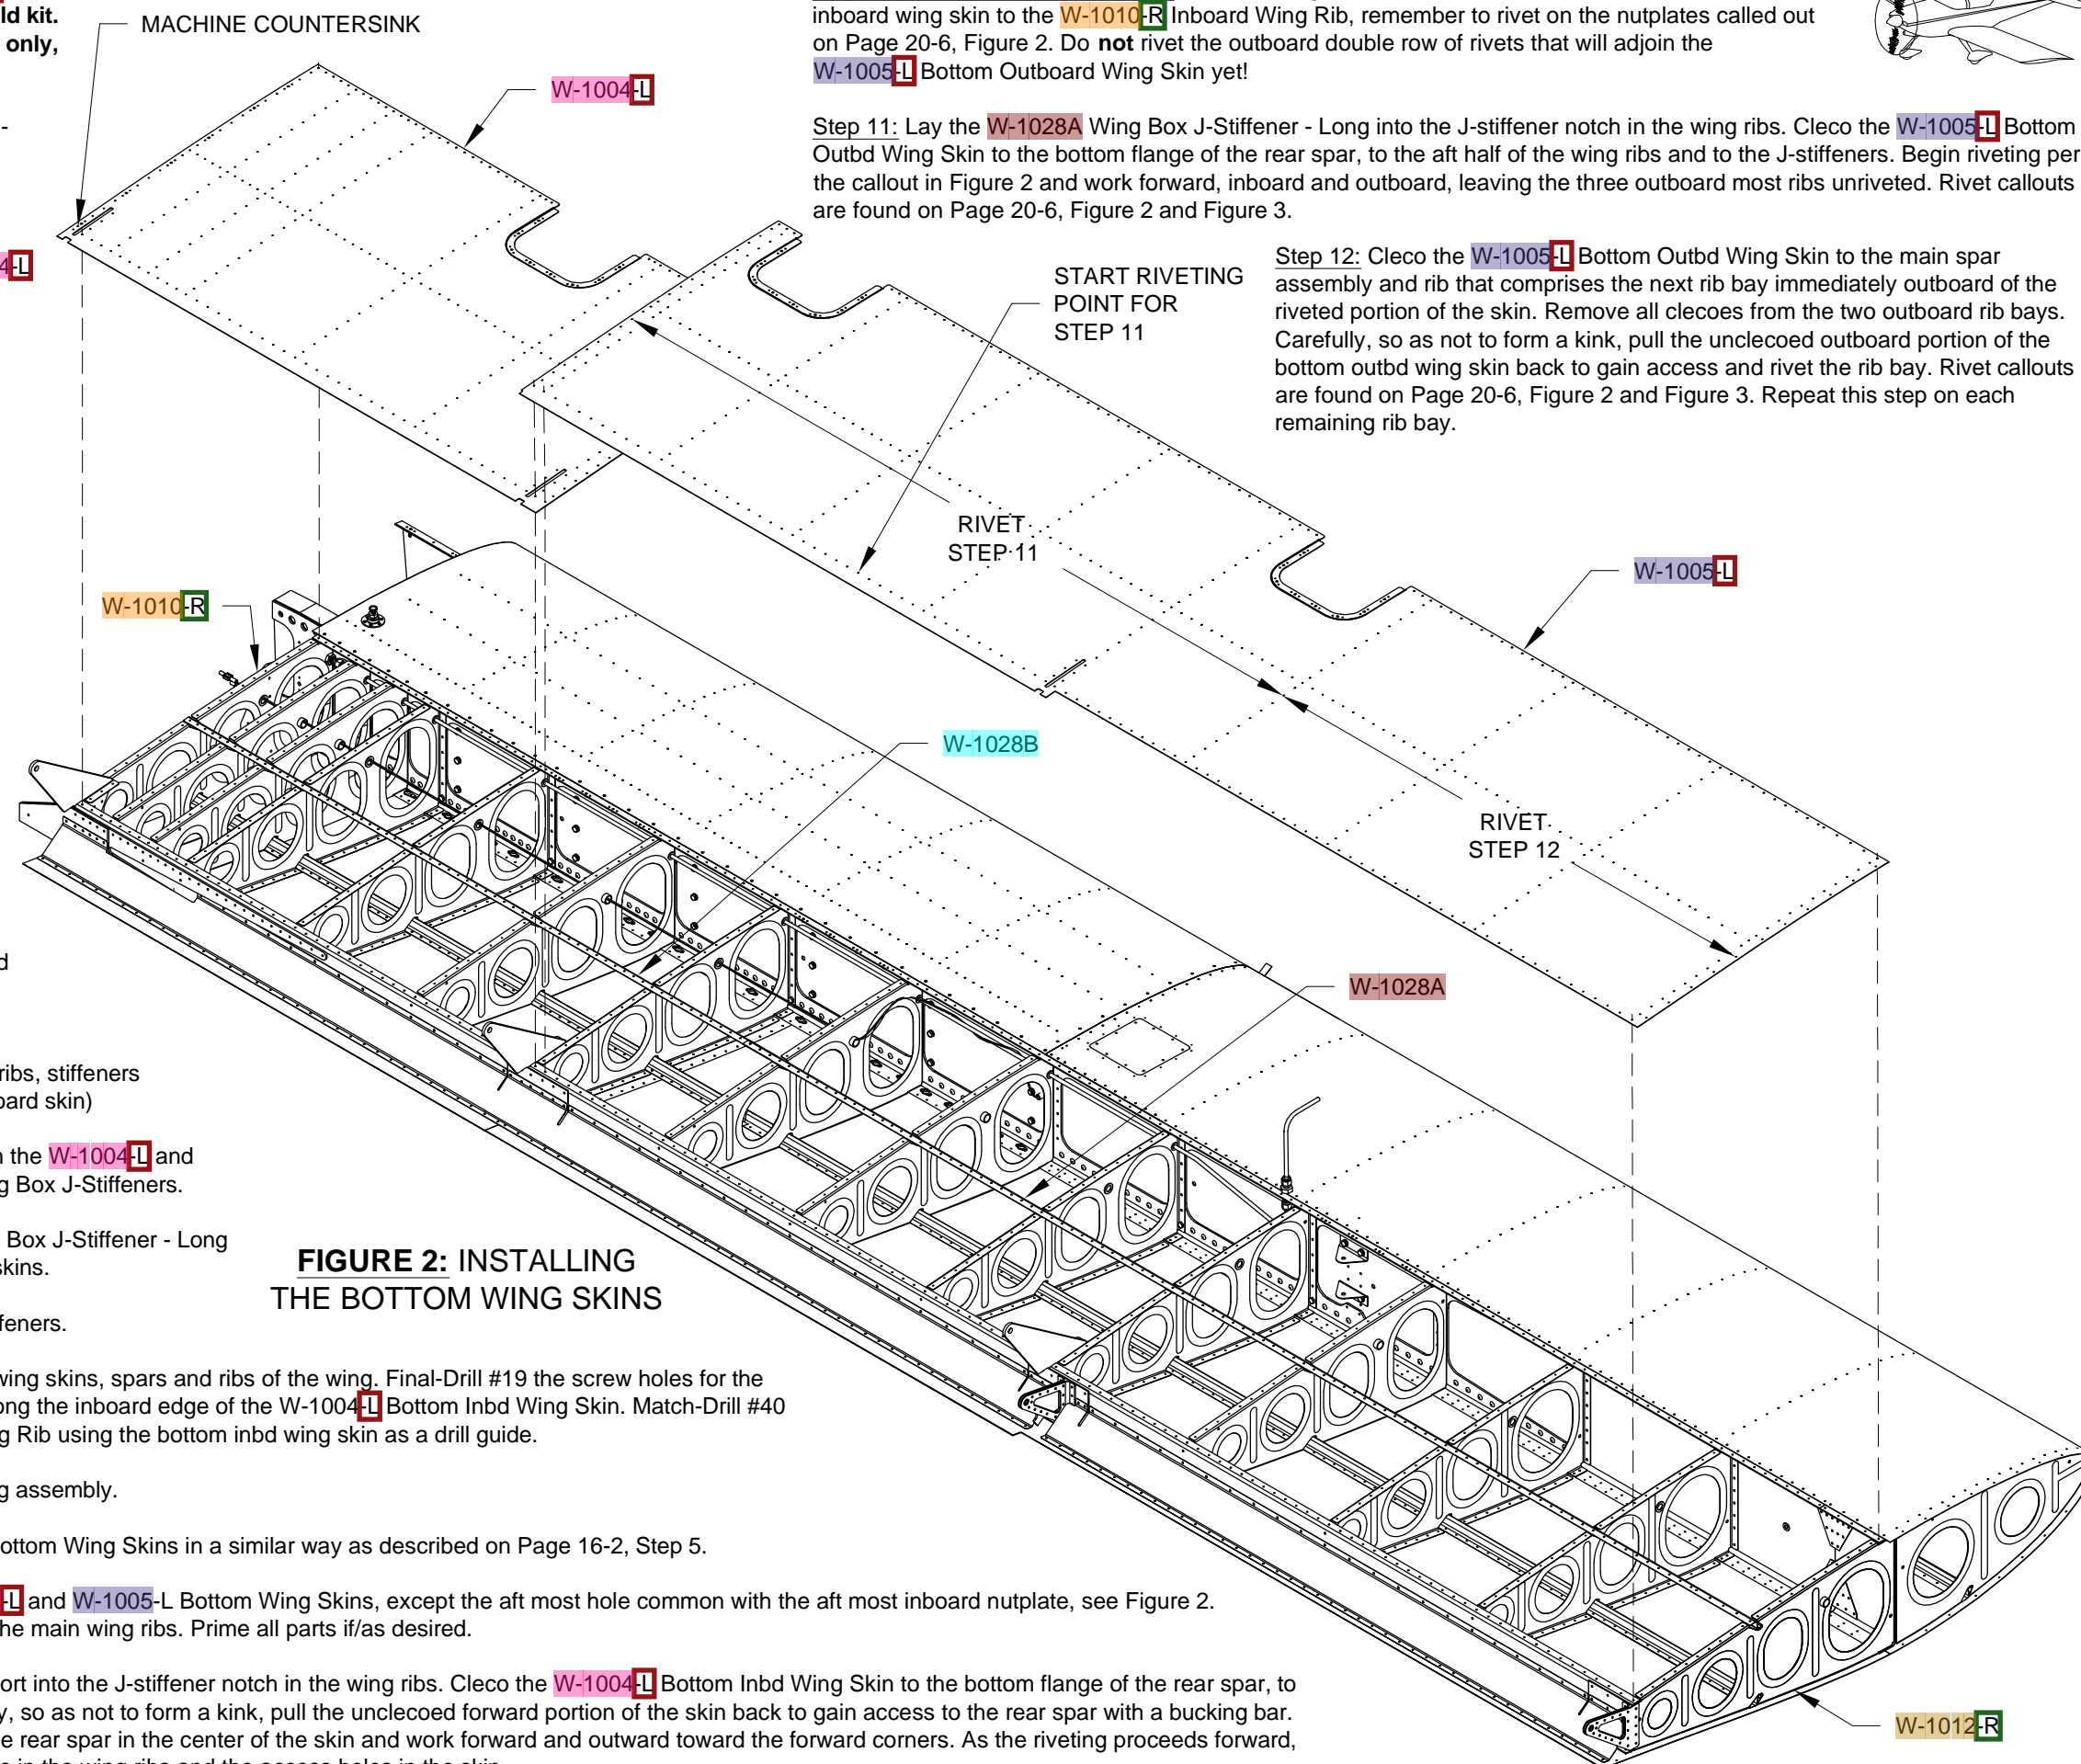 ld kit.
only,
MACHINE COUNTERSINK
W-1004-L
inboard wing skin to the W-1010-R Inboard Wing Rib, remember to rivet on the nutplates called out
on Page 20-6, Figure 2. Do not rivet the outboard double row of rivets that will adjoin the
W-1005-L Bottom Outboard Wing Skin yet!
-
Step 11: Lay the W-1028A Wing Box J-Stiffener - Long into the J-stiffener notch in the wing ribs. Cleco the W-1005-L Bottom
Outbd Wing Skin to the bottom flange of the rear spar, to the aft half of the wing ribs and to the J-stiffeners. Begin riveting per
the callout in Figure 2 and work forward, inboard and outboard, leaving the three outboard most ribs unriveted. Rivet callouts
are found on Page 20-6, Figure 2 and Figure 3.
4-L
START RIVETING
POINT FOR
STEP 11
Step 12: Cleco the W-1005-L Bottom Outbd Wing Skin to the main spar
assembly and rib that comprises the next rib bay immediately outboard of the
riveted portion of the skin. Remove all clecoes from the two outboard rib bays.
Carefully, so as not to form a kink, pull the unclecoed outboard portion of the
bottom outbd wing skin back to gain access and rivet the rib bay. Rivet callouts
are found on Page 20-6, Figure 2 and Figure 3. Repeat this step on each
remaining rib bay.
RIVET
STEP 11
W-1005-L
W-1010-R
W-1028B
RIVET
STEP 12
d
W-1028A
ribs, stiffeners
oard skin)
n the W-1004-L and
g Box J-Stiffeners.
Box J-Stiffener - Long
skins.
FIGURE 2: INSTALLING
THE BOTTOM WING SKINS
feners.
wing skins, spars and ribs of the wing. Final-Drill #19 the screw holes for the
ong the inboard edge of the W-1004-L Bottom Inbd Wing Skin. Match-Drill #40
g Rib using the bottom inbd wing skin as a drill guide.
g assembly.
ottom Wing Skins in a similar way as described on Page 16-2, Step 5.
-L and W-1005-L Bottom Wing Skins, except the aft most hole common with the aft most inboard nutplate, see Figure 2.
he main wing ribs. Prime all parts if/as desired.
ort into the J-stiffener notch in the wing ribs. Cleco the W-1004-L Bottom Inbd Wing Skin to the bottom flange of the rear spar, to
y, so as not to form a kink, pull the unclecoed forward portion of the skin back to gain access to the rear spar with a bucking bar.
e rear spar in the center of the skin and work forward and outward toward the forward corners. As the riveting proceeds forward,
in the wing ribs and the access holes in the skin
W-1012-R